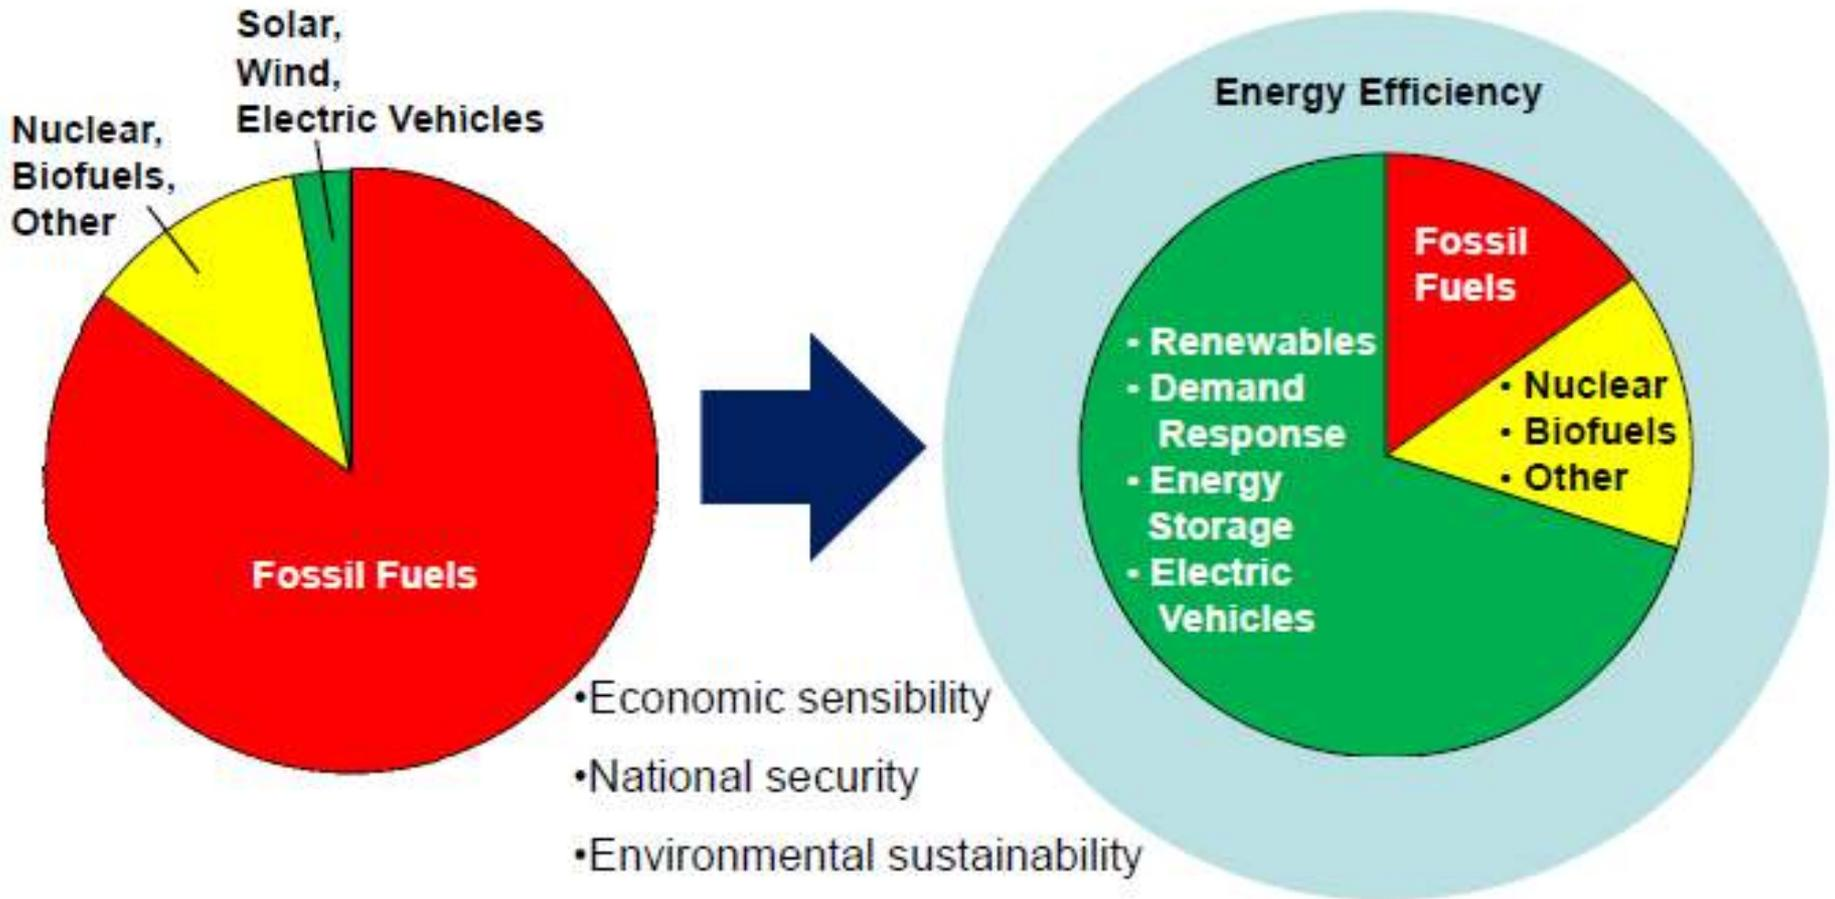 Solar,
Wind,
Electric Vehicles
Nuclear,
Biofuels,
Other
Fossil Fuels
Energy Efficiency
Fossil
Fuels
• Renewables
• Demand
Response
• Energy
Storage
• Electric
Vehicles
• Nuclear
• Biofuels
• Other
•Economic sensibility
•National security
•Environmental sustainability